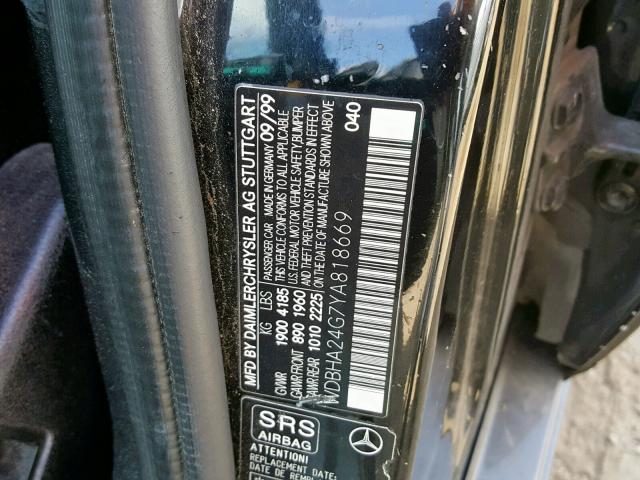 MFD BY DAIMLERCHRYSLER AG STUTTGART
PASSENGER CAR MADE IN GERMANY 09/99
KG LBS
THIS VEHICLE CONFORMS TO ALL APPLICABLE
GVWR 1900 4185
U.S. FEDERAL MOTOR VEHICLE SAFETY, BUMPER
GAWR FRONT 890 1960
AND THEFT PREVENTION STANDARDS IN EFFECT
GAWR REAR 1010 2225
ON THE DATE OF MANUFACTURE SHOWN ABOVE
WDBHA24G7YA818669
040
SRS
AIRBAG
ATTENTION!
REPLACEMENT DATE:
DATE DE